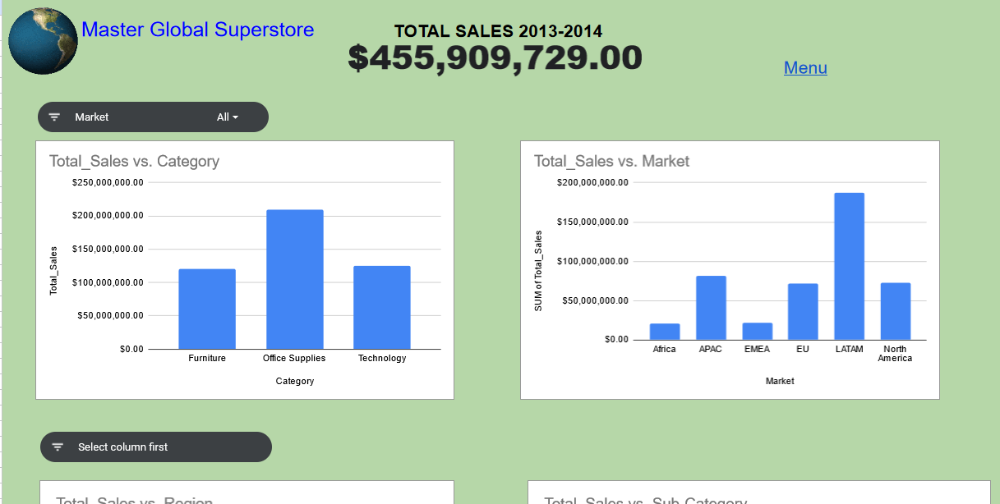 Master Global Superstore
TOTAL SALES 2013-2014
$455,909,729.00
Menu
Market
All
Total_Sales vs. Category
$250,000,000.00
$200,000,000.00
$150,000,000.00
$100,000,000.00
$50,000,000.00
$0.00
Total_Sales
Furniture
Office Supplies
Technology
Category
Total_Sales vs. Market
$200,000,000.00
$150,000,000.00
$100,000,000.00
$50,000,000.00
$0.00
SUM of Total_Sales
Africa
APAC
EMEA
EU
LATAM
North
America
Market
Select column first
Total_Sales vs. Region
Total_Sales vs. Sub-Category